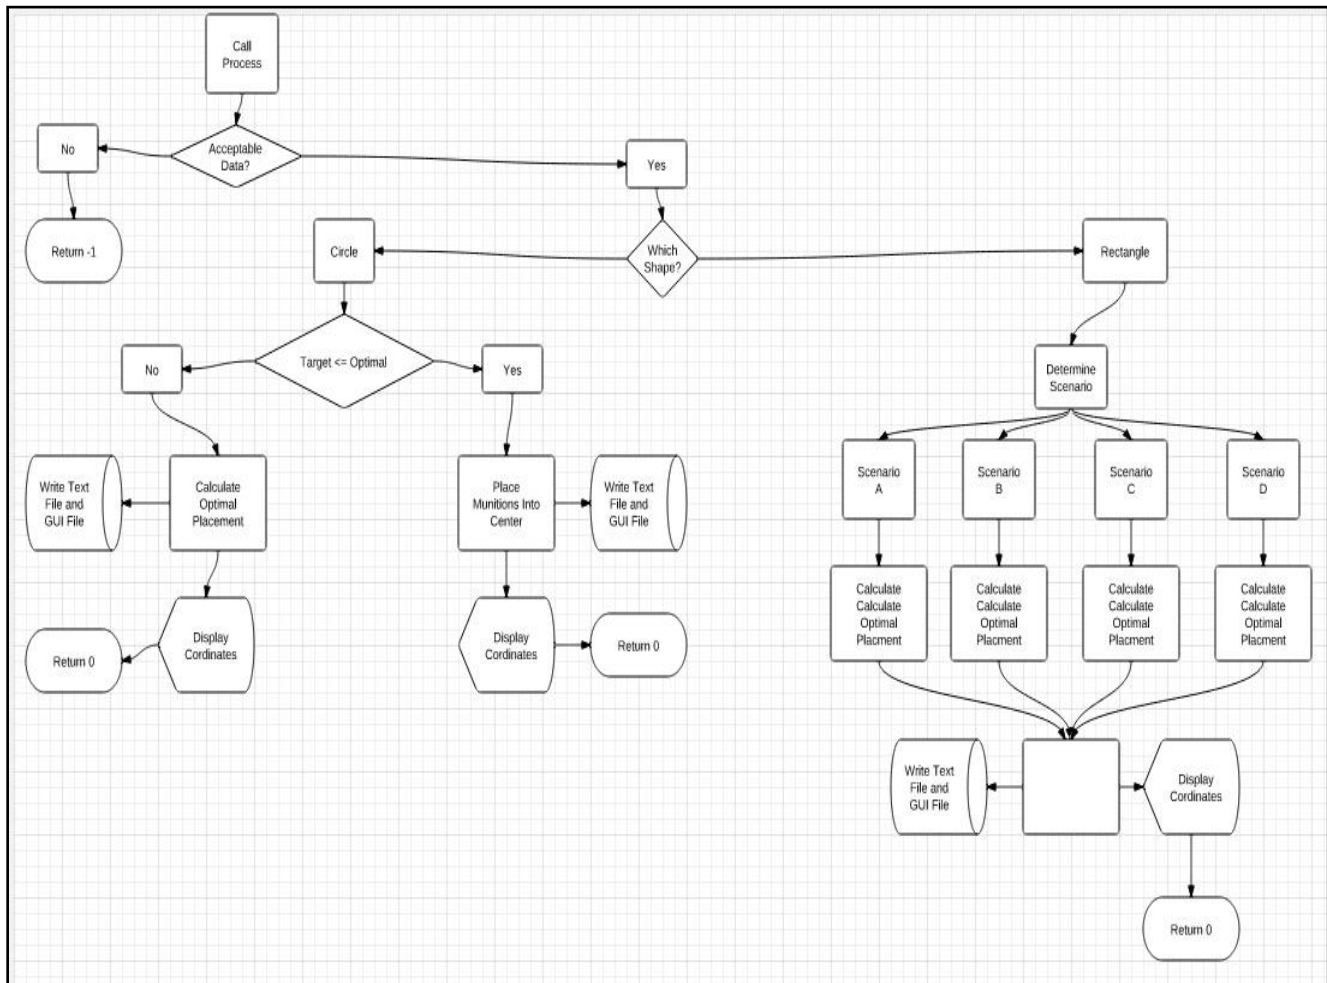 Call
Process
Acceptable
Data?
No
Yes
Return -1
Circle
Which
Shape?
Rectangle
No
Target <= Optimal
Yes
Determine
Scenario
Write Text
File and
GUI File
Calculate
Optimal
Placement
Place
Munitions Into
Center
Write Text
File and
GUI File
Scenario
A
Scenario
B
Scenario
C
Scenario
D
Calculate
Calculate
Optimal
Placment
Calculate
Calculate
Optimal
Placment
Calculate
Calculate
Optimal
Placment
Calculate
Calculate
Optimal
Placment
Return 0
Display
Cordinates
Display
Cordinates
Return 0
Write Text
File and
GUI File
Display
Cordinates
Return 0